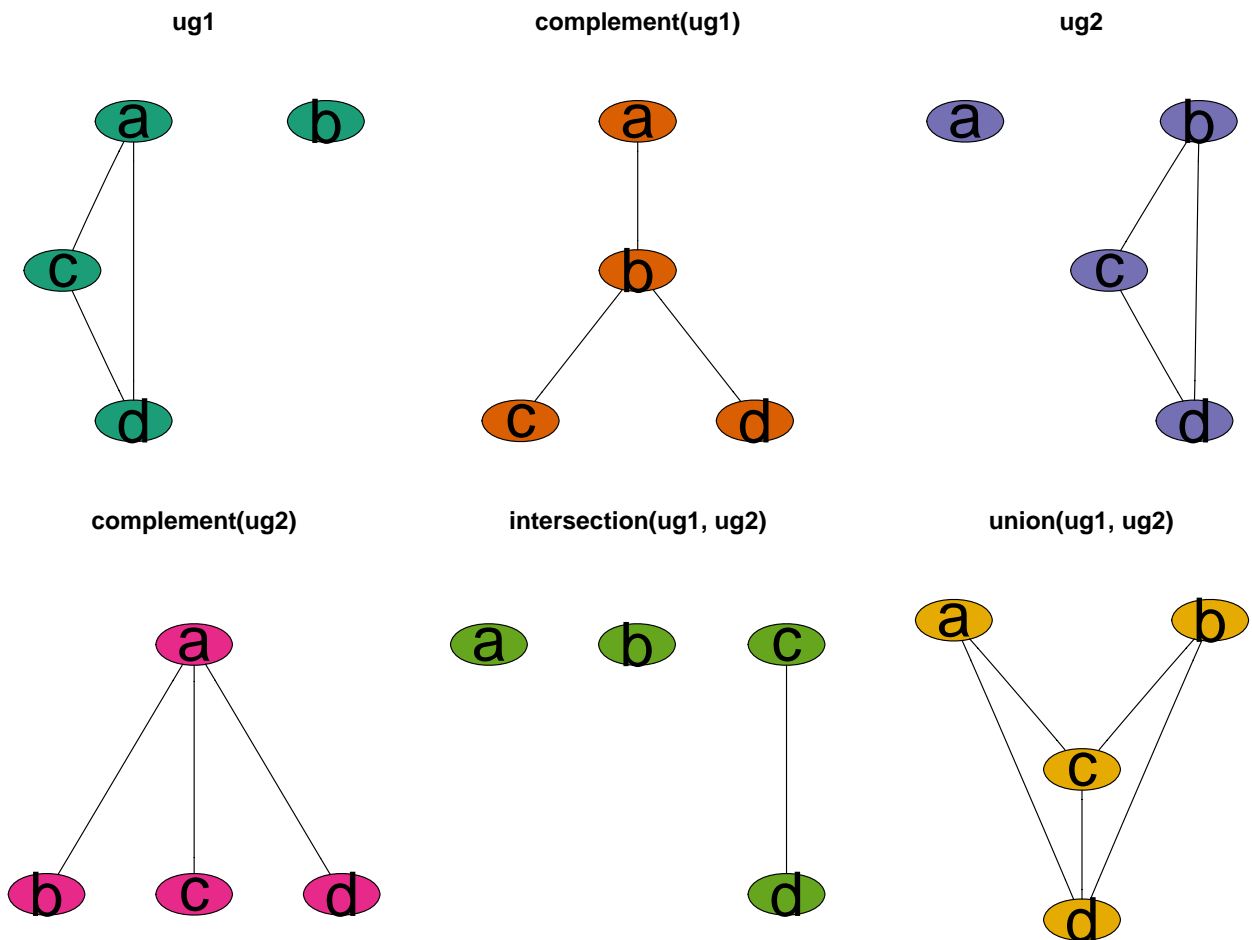 ug1
a
b
c
d
complement(ug1)
a
b
c
d
ug2
a
b
c
d
complement(ug2)
a
b
c
d
intersection(ug1, ug2)
a
b
c
d
union(ug1, ug2)
a
b
c
d